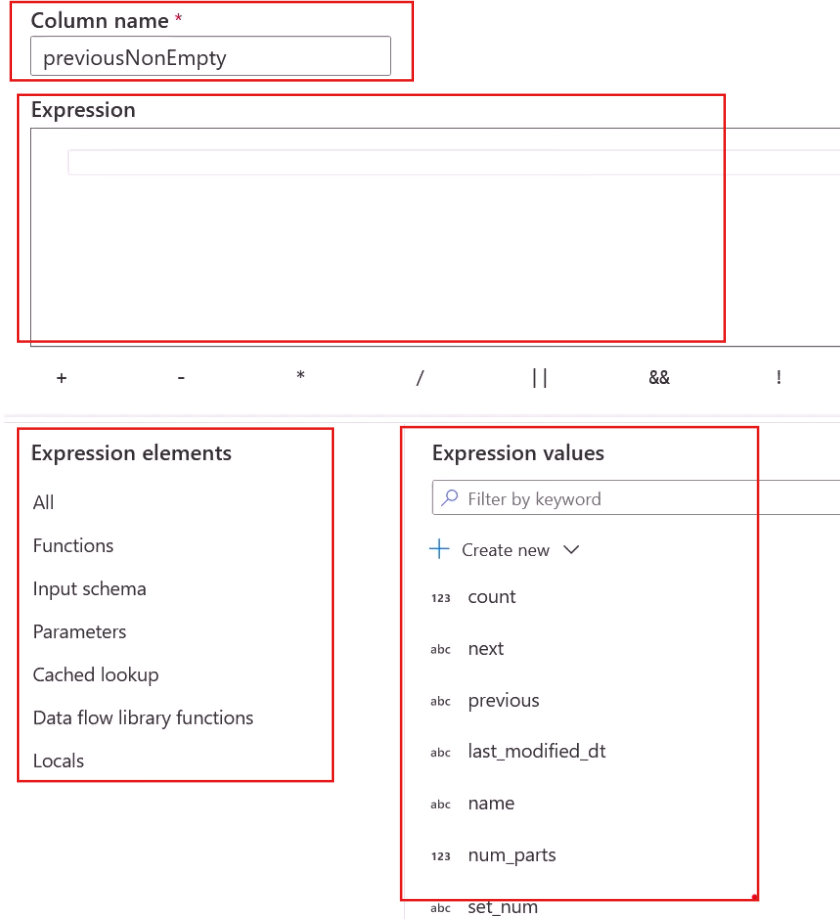 Column name *
previousNonEmpty
Expression
+ - * / || && !
Expression elements
All
Functions
Input schema
Parameters
Cached lookup
Data flow library functions
Locals
Expression values
Filter by keyword
+ Create new
123 count
abc next
abc previous
abc last_modified_dt
abc name
123 num_parts
abc set_num